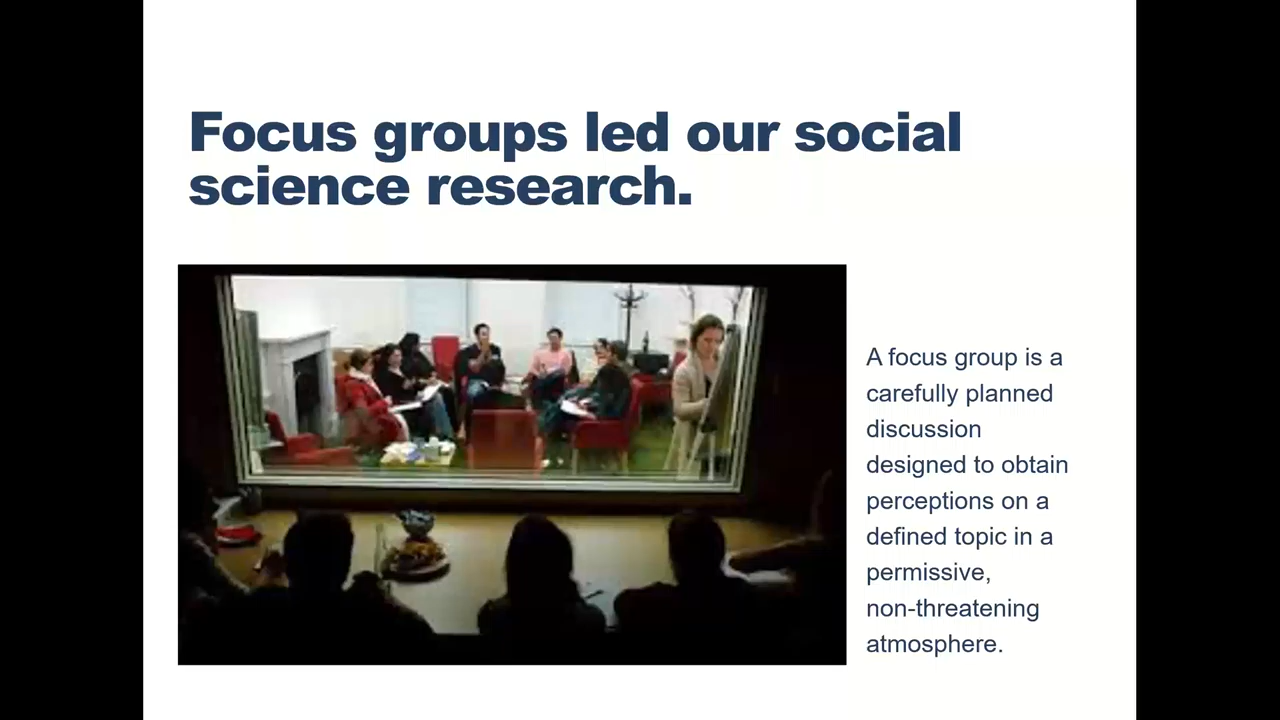 Focus groups led our social
science research.
A focus group is a
carefully planned
discussion
designed to obtain
perceptions on a
defined topic in a
permissive,
non-threatening
atmosphere.